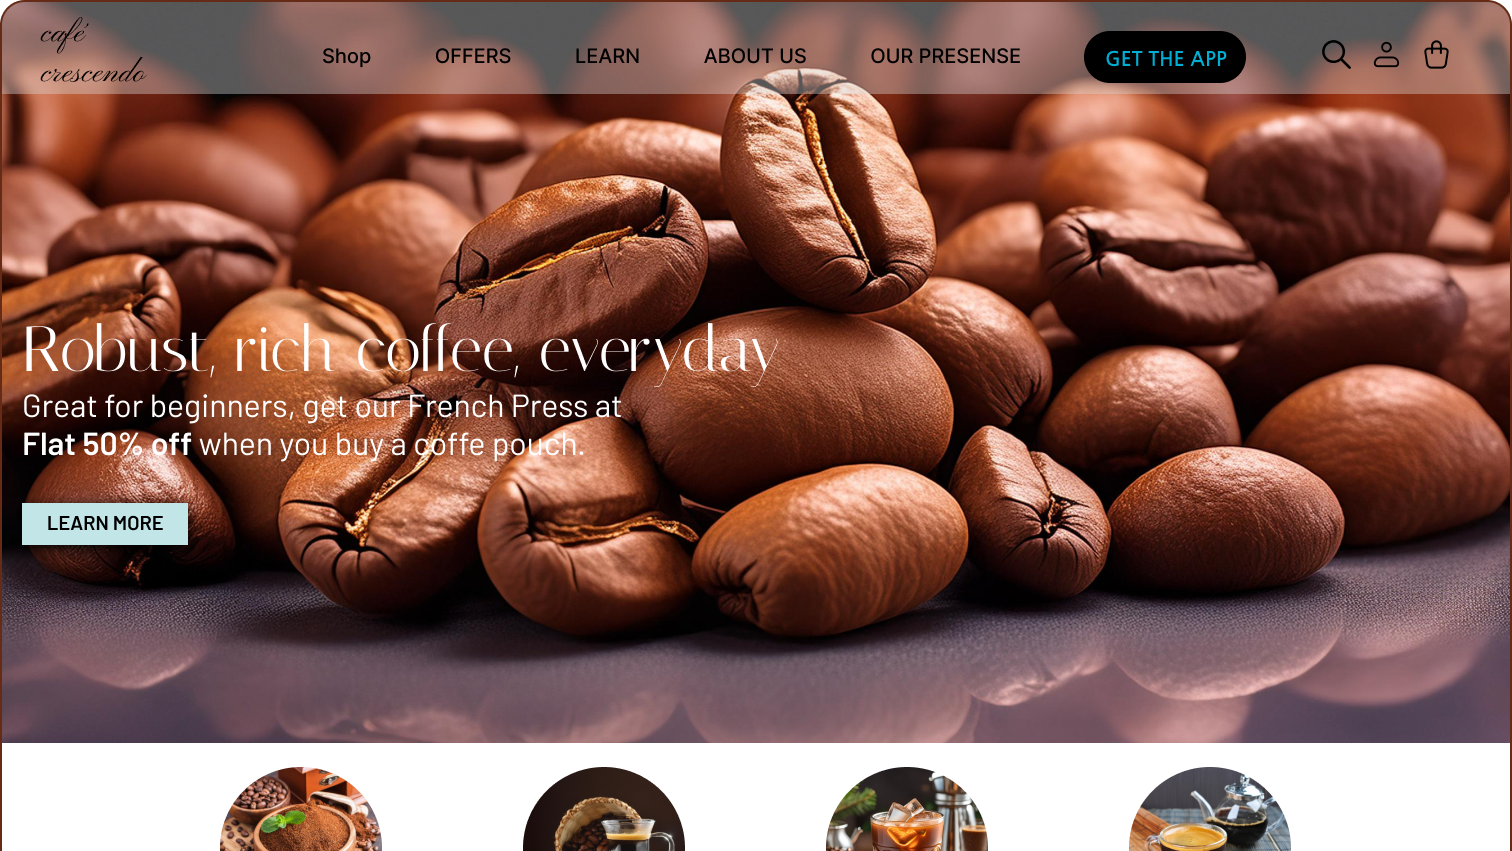 café
crescendo
Shop
OFFERS
LEARN
ABOUT US
OUR PRESENSE
GET THE APP
Robust, rich coffee, everyday
Great for beginners, get our French Press at
Flat 50% off when you buy a coffe pouch.
LEARN MORE